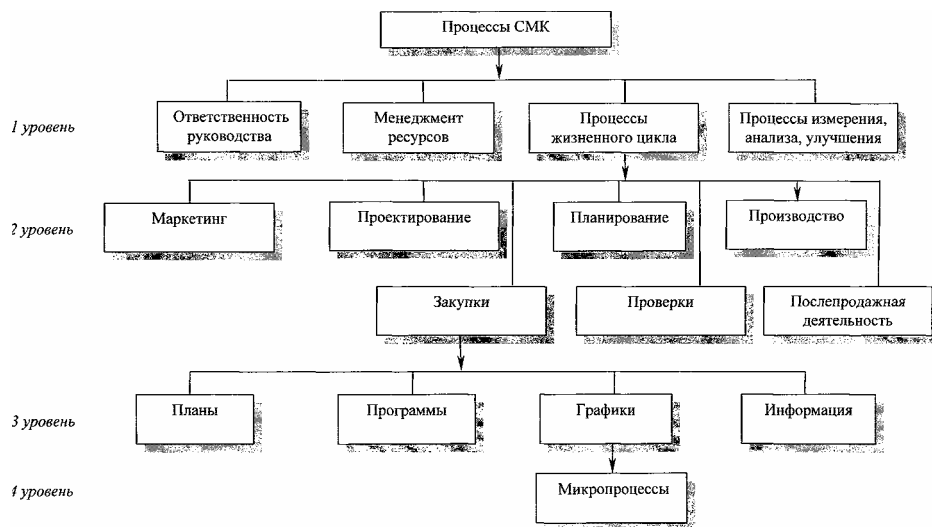 Процессы СМК
1 уровень
Ответственность
руководства
Менеджмент
ресурсов
Процессы
жизненного цикла
Процессы измерения,
анализа, улучшения
2 уровень
Маркетинг
Проектирование
Планирование
Производство
Закупки
Проверки
Послепродажная
деятельность
3 уровень
Планы
Программы
Графики
Информация
4 уровень
Микропроцессы